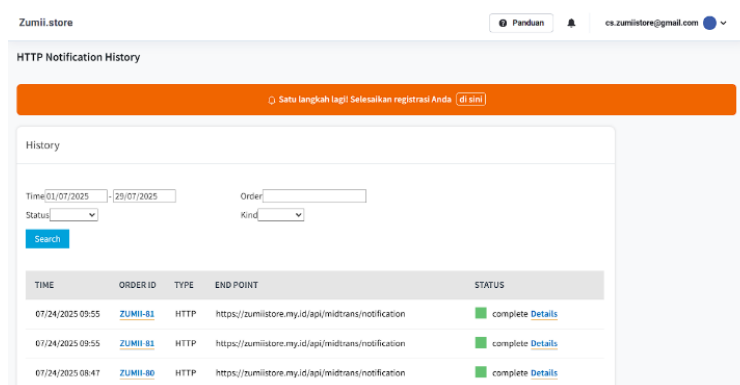 Zumii.store
Panduan
cs.zumiistore@gmail.com
HTTP Notification History
Satu langkah lagi! Selesaikan registrasi Anda di sini
History
Time 01/07/2025 - 29/07/2025 Order
Status Kind
Search
TIME ORDER ID TYPE END POINT STATUS
07/24/2025 09:55 ZUMII-81 HTTP https://zumiistore.my.id/api/midtrans/notification complete Details
07/24/2025 09:55 ZUMII-81 HTTP https://zumiistore.my.id/api/midtrans/notification complete Details
07/24/2025 08:47 ZUMII-80 HTTP https://zumiistore.my.id/api/midtrans/notification complete Details